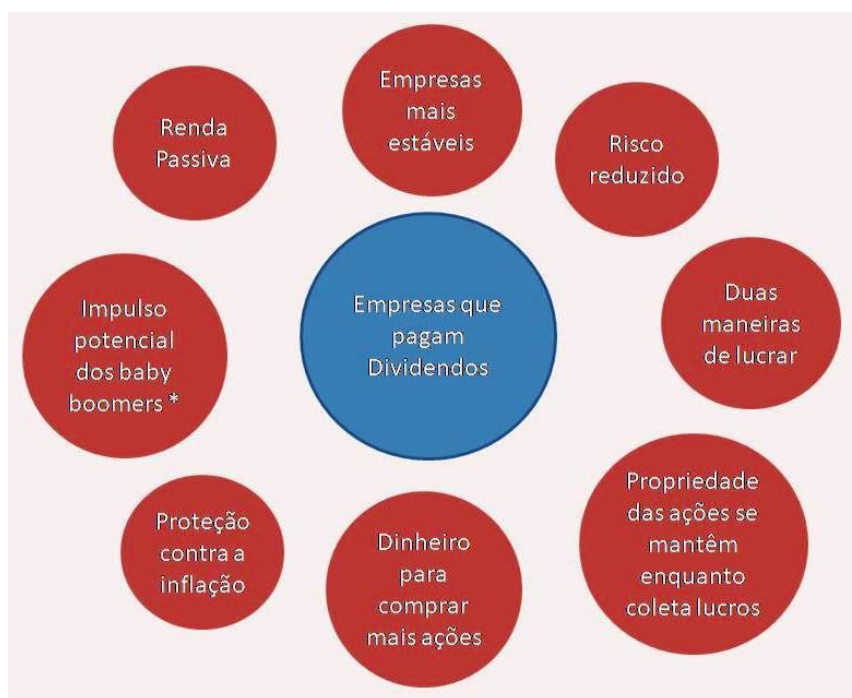 Empresas
mais
estáveis
Renda
Passiva
Risco
reduzido
Impulso
potencial
dos baby
boomers *
Empresas que
pagam
Dividendos
Duas
maneiras
de lucrar
Proteção
contra a
inflação
Dinheiro
para
comprar
mais ações
Propriedade
das ações se
mantêm
enquanto
coleta lucros